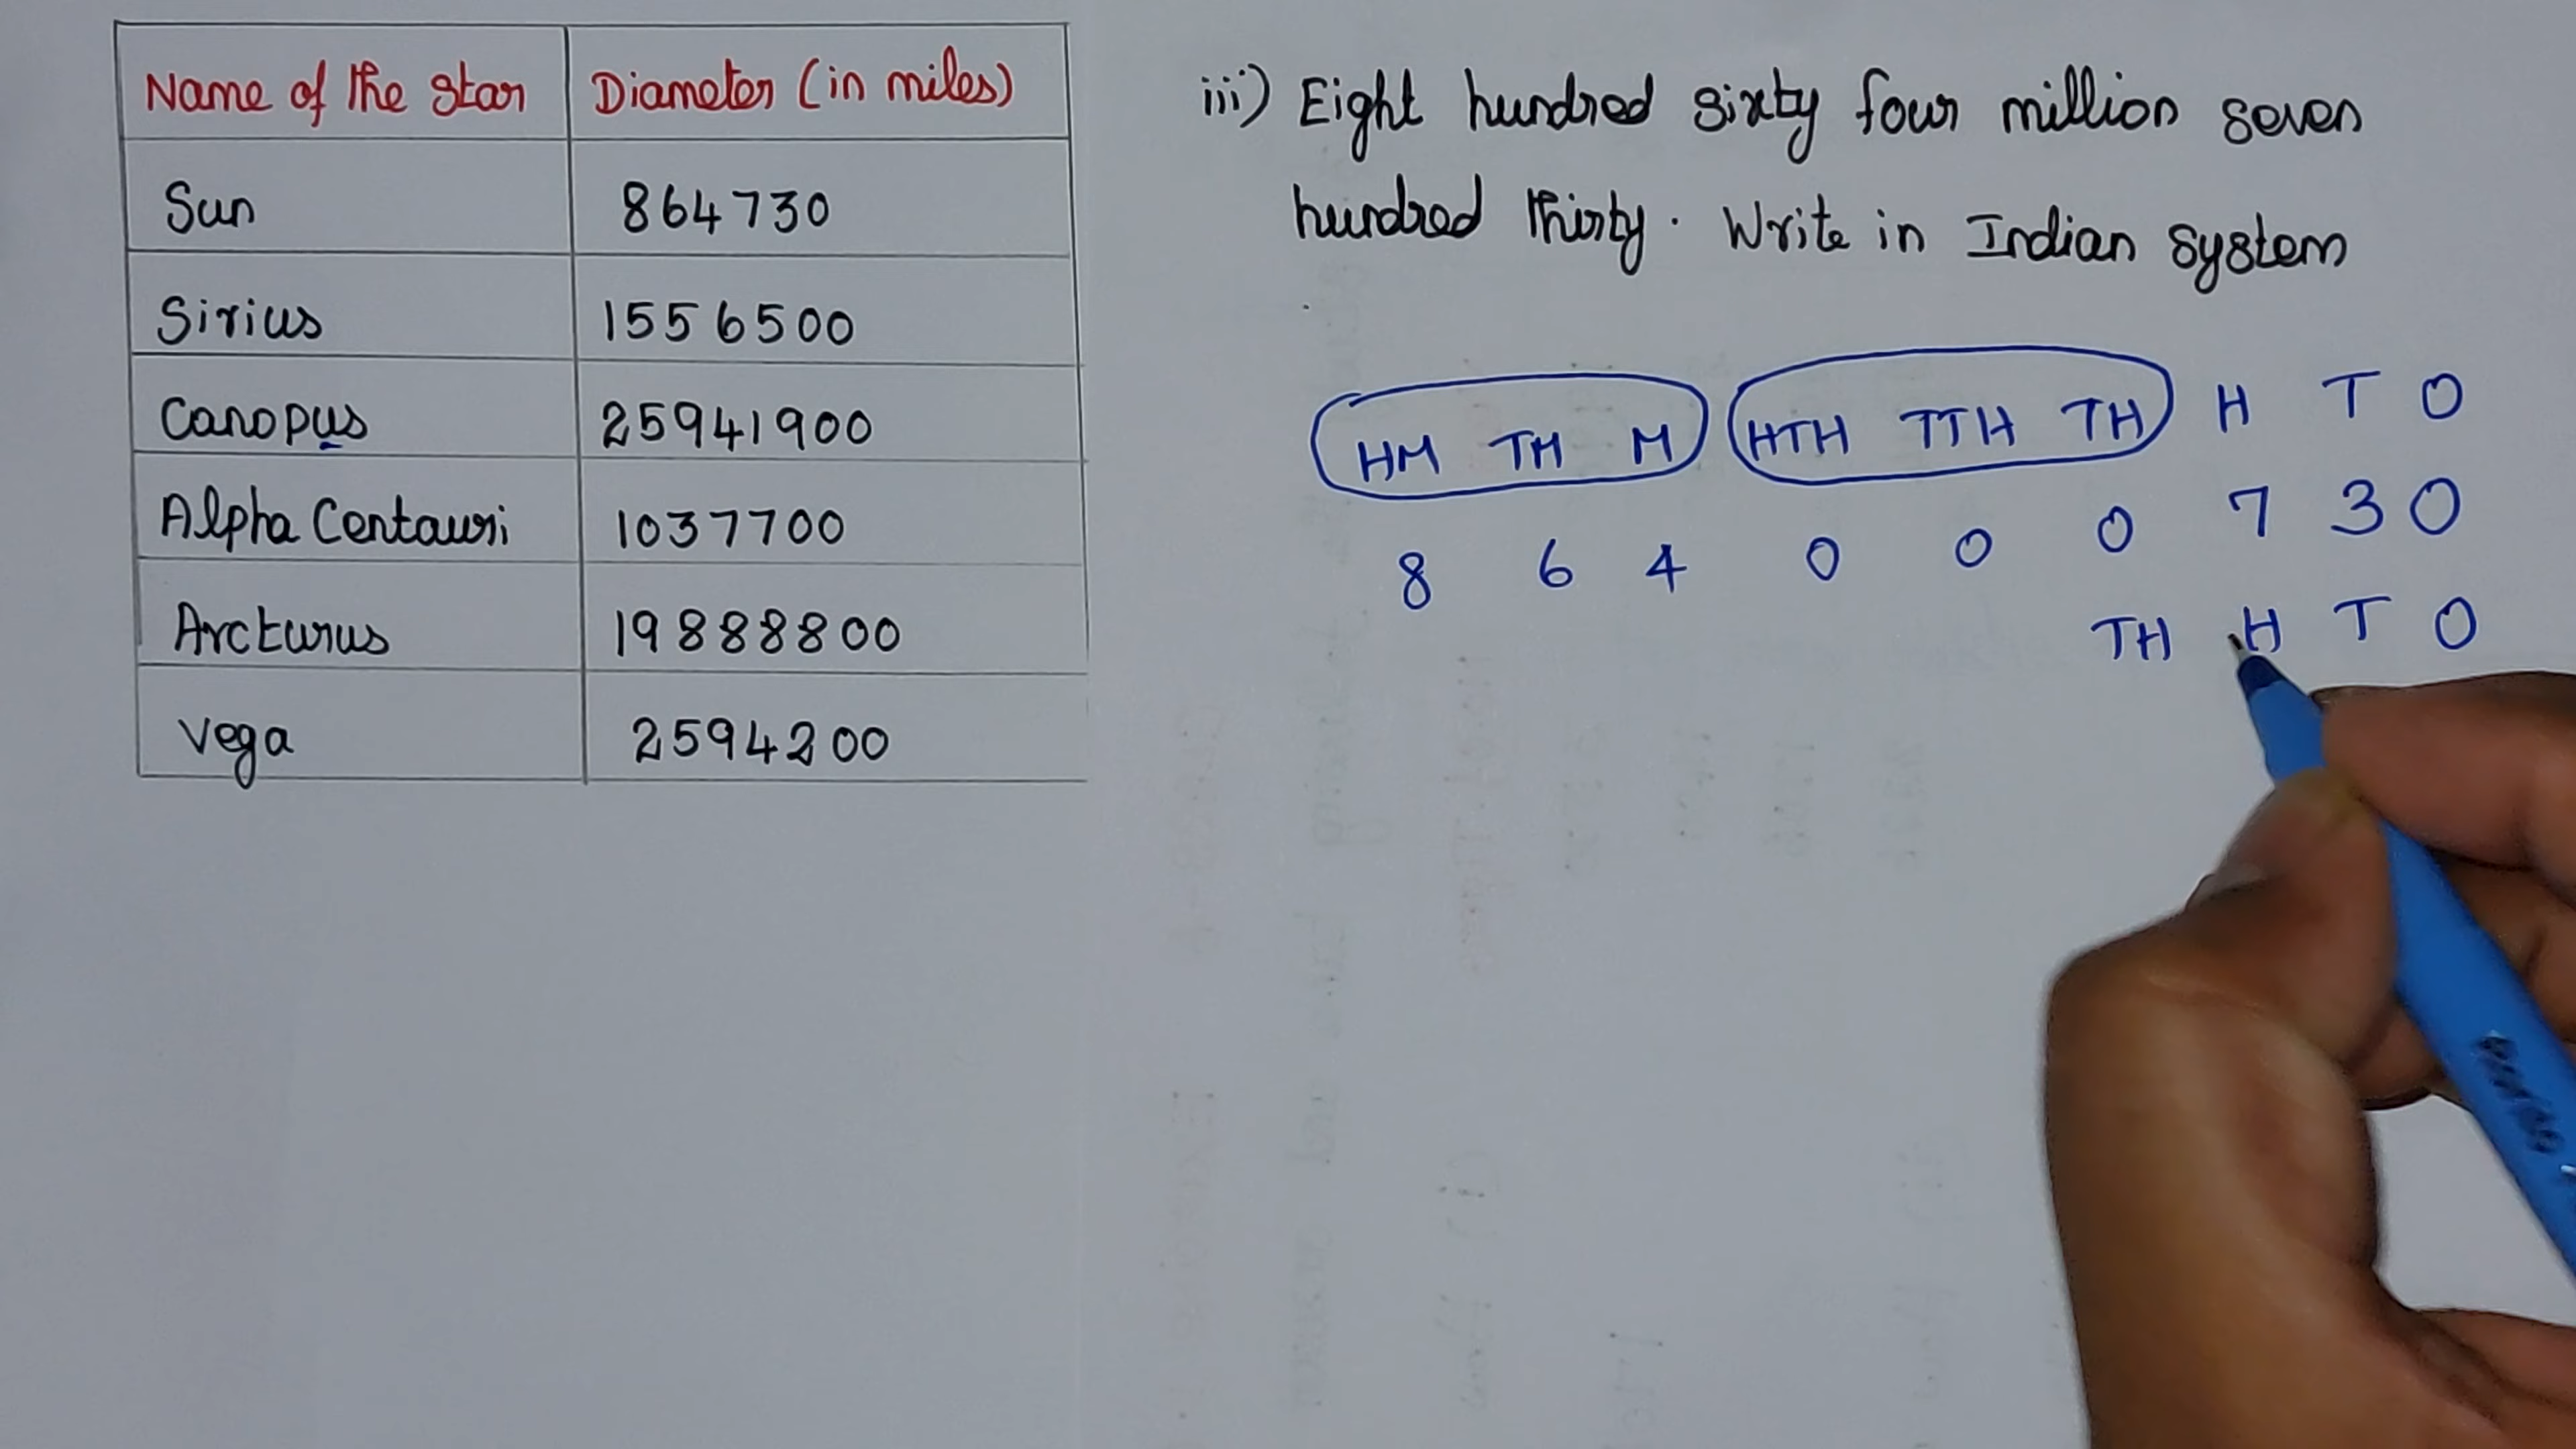 Name of the star Diameter (in miles)
Sun 864730
Sirius 1556500
Canopus 25941900
Alpha Centauri 1037700
Arcturus 19888800
Vega 2594200
iii) Eight hundred sixty four million seven
hundred thirty. Write in Indian system
HM TM M HTH TTH TH H T O
8 6 4 0 0 0 7 3 0
TH H T O